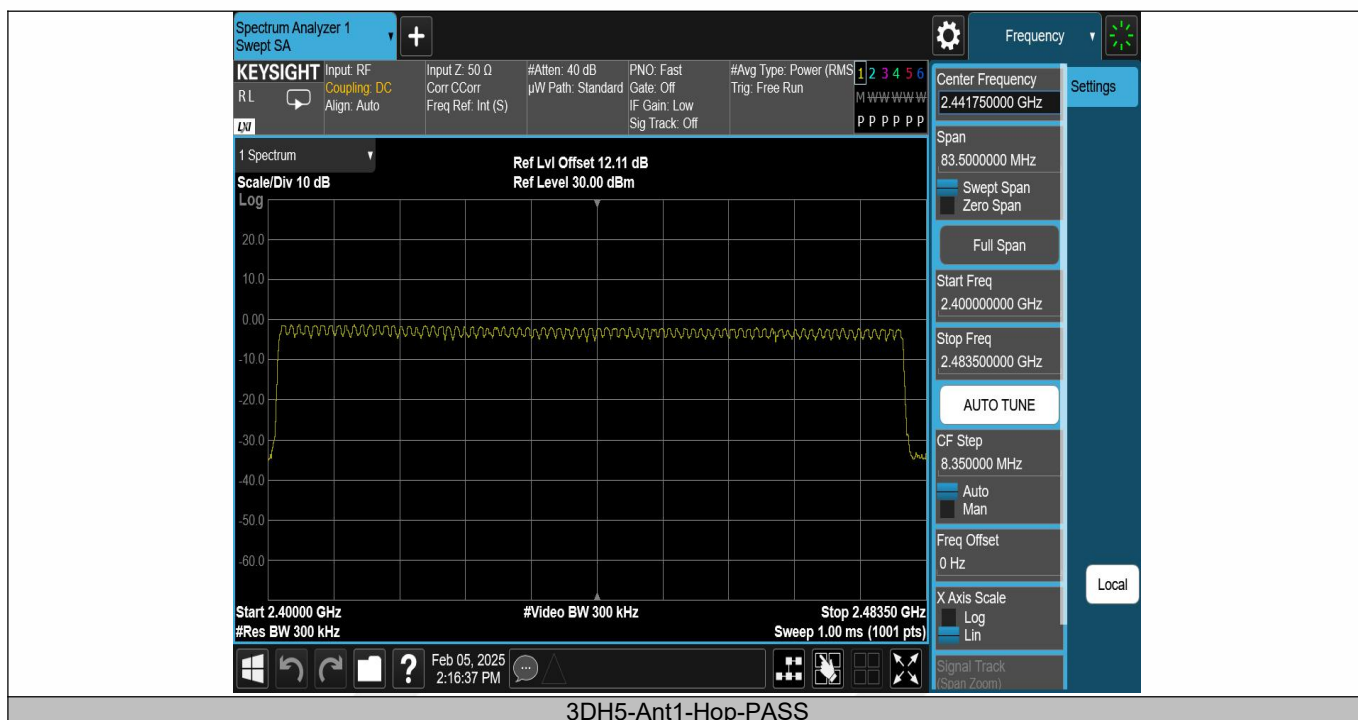 Spectrum Analyzer 1
Swept SA
+
Frequency
KEYSIGHT
R L
LXI
Input: RF
Coupling: DC
Align: Auto
Input Z: 50 Ω
Corr CCorr
Freq Ref: Int (S)
#Atten: 40 dB
µW Path: Standard
PNO: Fast
Gate: Off
IF Gain: Low
Sig Track: Off
#Avg Type: Power (RMS
Trig: Free Run
1 2 3 4 5 6
M W W W W W
P P P P P P
1 Spectrum
Scale/Div 10 dB
Log
Ref Lvl Offset 12.11 dB
Ref Level 30.00 dBm
20.0
10.0
0.00
-10.0
-20.0
-30.0
-40.0
-50.0
-60.0
Start 2.40000 GHz
#Res BW 300 kHz
#Video BW 300 kHz
Stop 2.48350 GHz
Sweep 1.00 ms (1001 pts)
Center Frequency
2.441750000 GHz
Settings
Span
83.5000000 MHz
Swept Span
Zero Span
Full Span
Start Freq
2.400000000 GHz
Stop Freq
2.483500000 GHz
AUTO TUNE
CF Step
8.350000 MHz
Auto
Man
Freq Offset
0 Hz
X Axis Scale
Log
Lin
Local
Signal Track
(Span Zoom)
?
Feb 05, 2025
2:16:37 PM
3DH5-Ant1-Hop-PASS